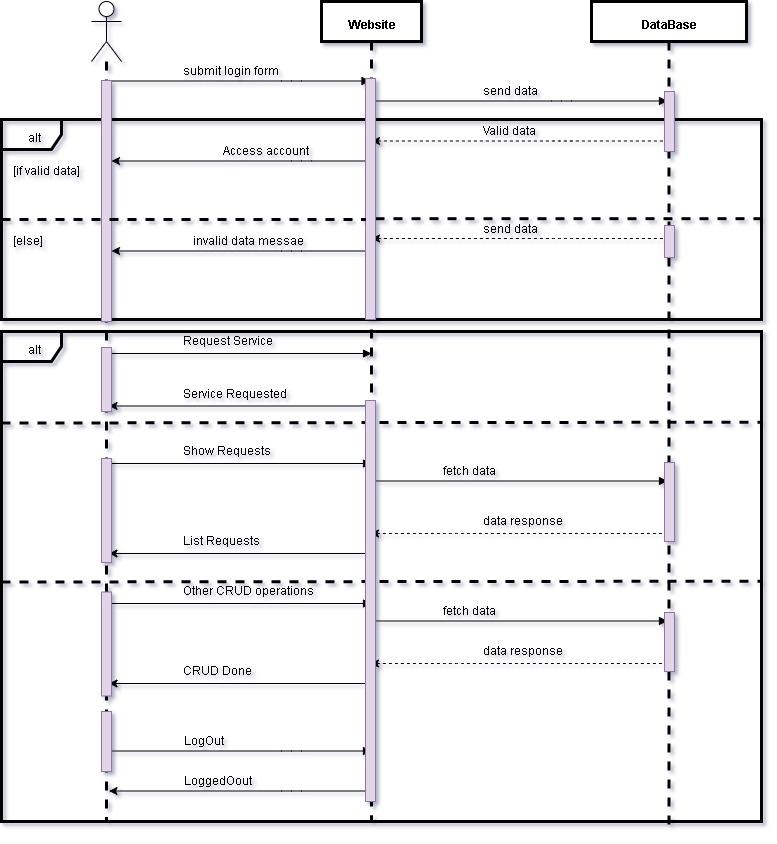 Website
DataBase
submit login form
send data
alt
Valid data
Access account
[if valid data]
send data
[else]
invalid data messae
alt
Request Service
Service Requested
Show Requests
fetch data
data response
List Requests
Other CRUD operations
fetch data
data response
CRUD Done
LogOut
LoggedOout